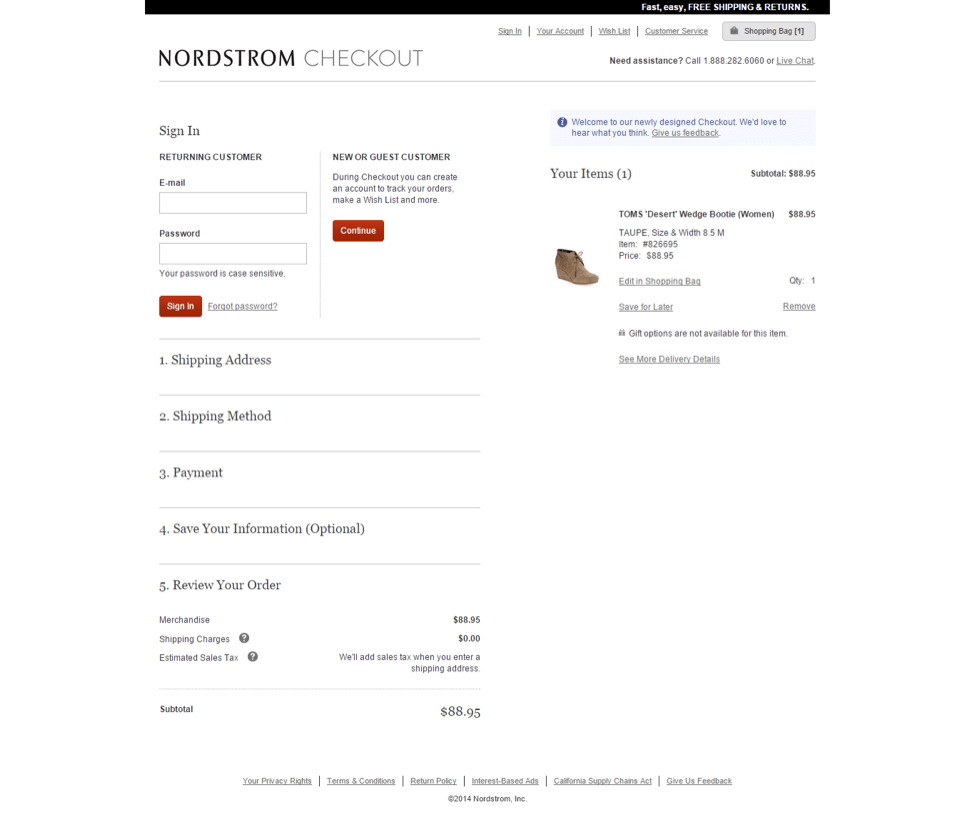 Fast, easy, FREE SHIPPING & RETURNS.
Sign In | Your Account | Wish List | Customer Service Shopping Bag [1]
NORDSTROM CHECKOUT
Need assistance? Call 1.888.282.6060 or Live Chat.
Sign In
RETURNING CUSTOMER
E-mail
Password
Your password is case sensitive.
Sign In Forgot password?
NEW OR GUEST CUSTOMER
During Checkout you can create
an account to track your orders,
make a Wish List and more.
Continue
1. Shipping Address
2. Shipping Method
3. Payment
4. Save Your Information (Optional)
5. Review Your Order
Merchandise $88.95
Shipping Charges ? $0.00
Estimated Sales Tax ? We'll add sales tax when you enter a
shipping address.
Subtotal $88.95
i Welcome to our newly designed Checkout. We'd love to
hear what you think. Give us feedback.
Your Items (1) Subtotal: $88.95
TOMS 'Desert' Wedge Bootie (Women) $88.95
TAUPE, Size & Width 8.5 M
Item: #826695
Price: $88.95
Edit in Shopping Bag Qty: 1
Save for Later Remove
Gift options are not available for this item.
See More Delivery Details
Your Privacy Rights | Terms & Conditions | Return Policy | Interest-Based Ads | California Supply Chains Act | Give Us Feedback
©2014 Nordstrom, Inc.